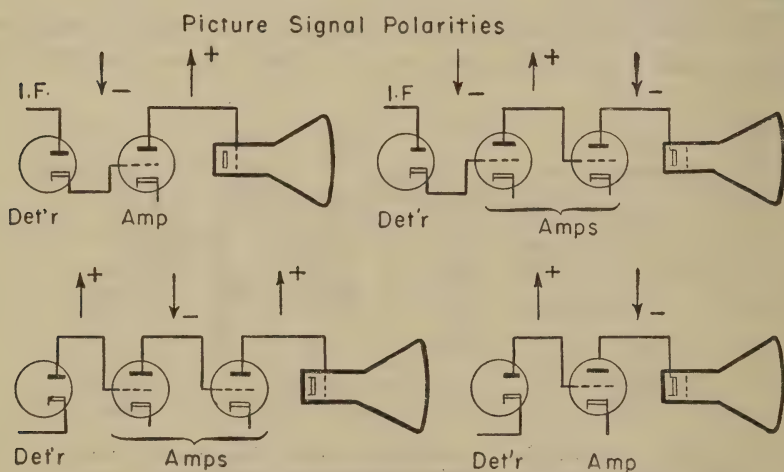 Picture Signal Polarities
- + - + -
I.F. I.F
Det'r Amp Det'r Amps
+ - + + -
Det'r Amps Det'r Amp